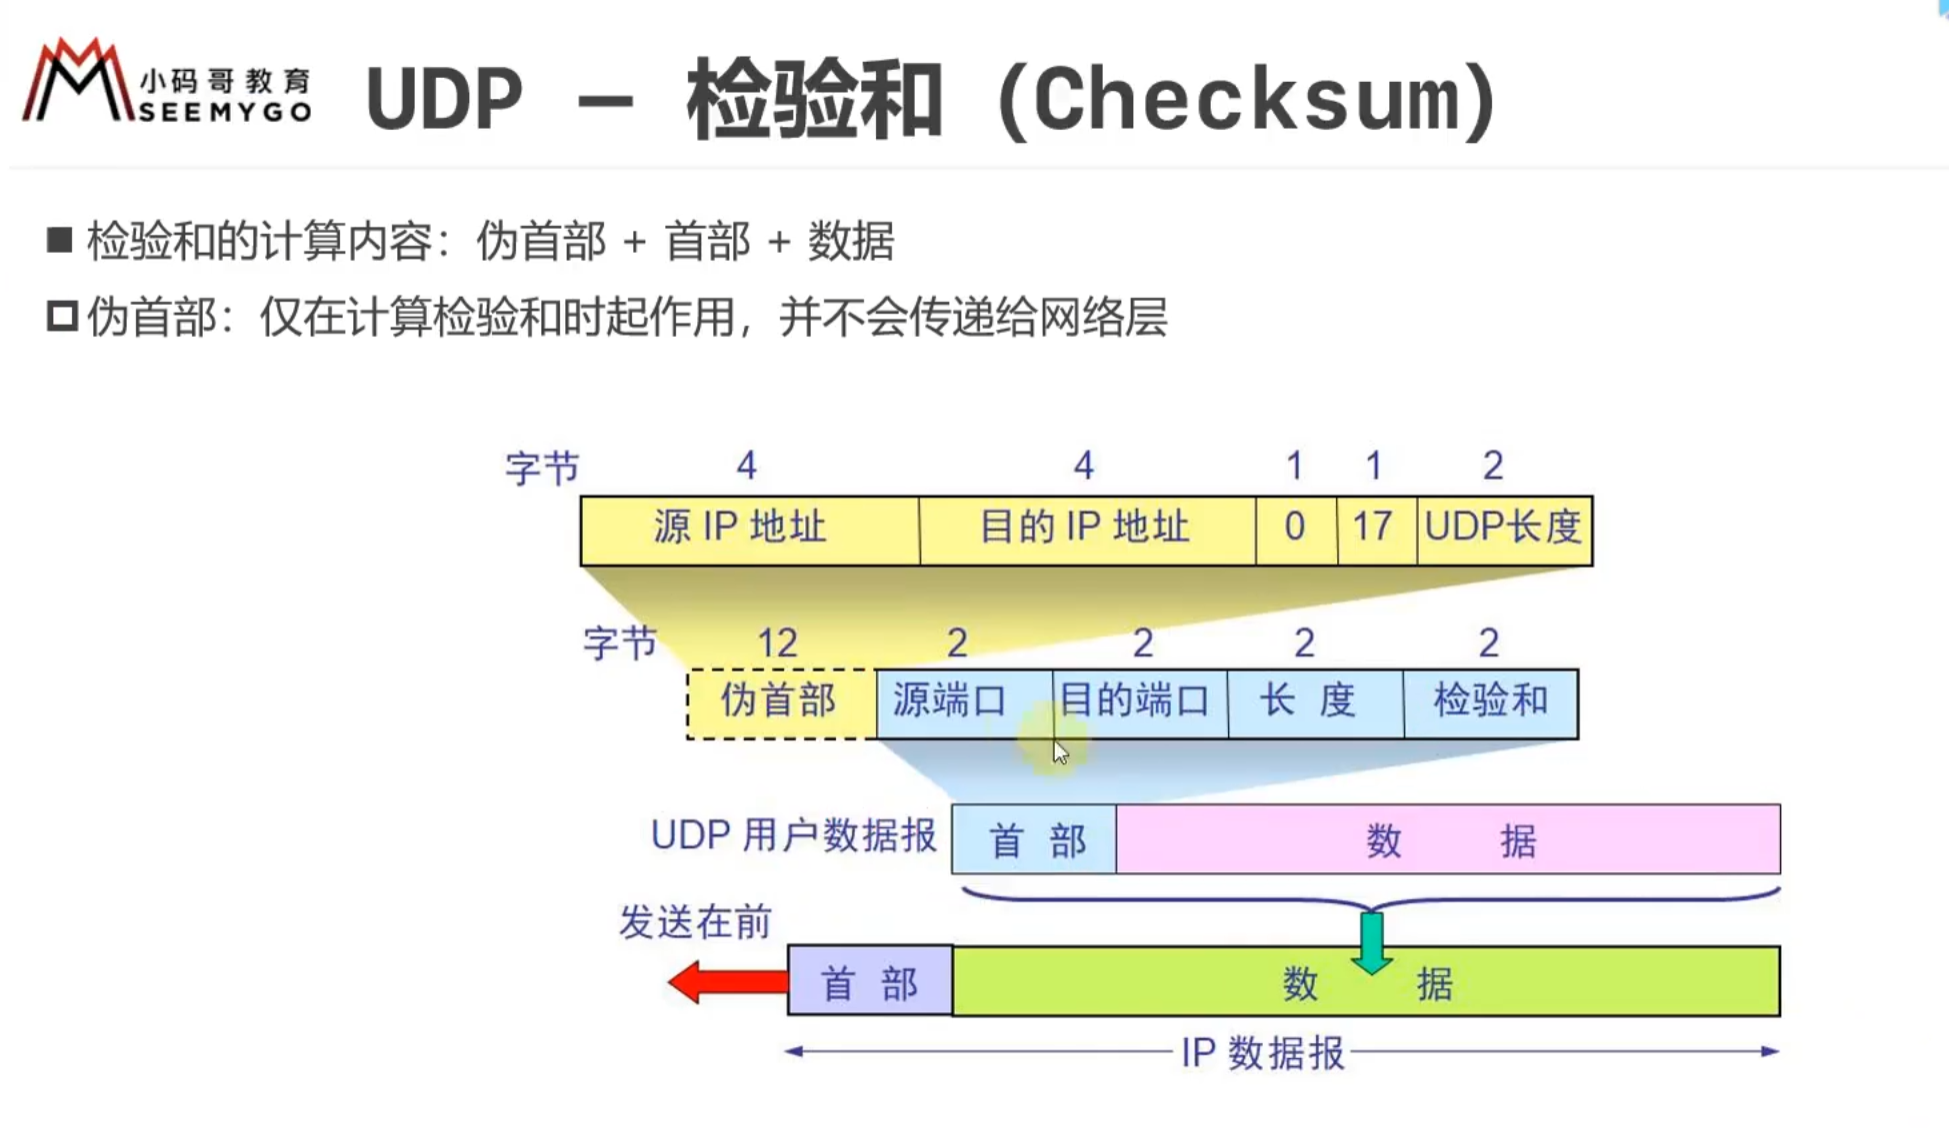 小码哥教育
SEEMYGO
UDP – 检验和 (Checksum)
检验和的计算内容：伪首部 + 首部 + 数据
伪首部：仅在计算检验和时起作用，并不会传递给网络层
字节 4 4 1 1 2
源 IP 地址 目的 IP 地址 0 17 UDP长度
字节 12 2 2 2 2
伪首部 源端口 目的端口 长 度 检验和
UDP 用户数据报 首 部 数 据
发送在前
首 部 数 据
IP 数据报